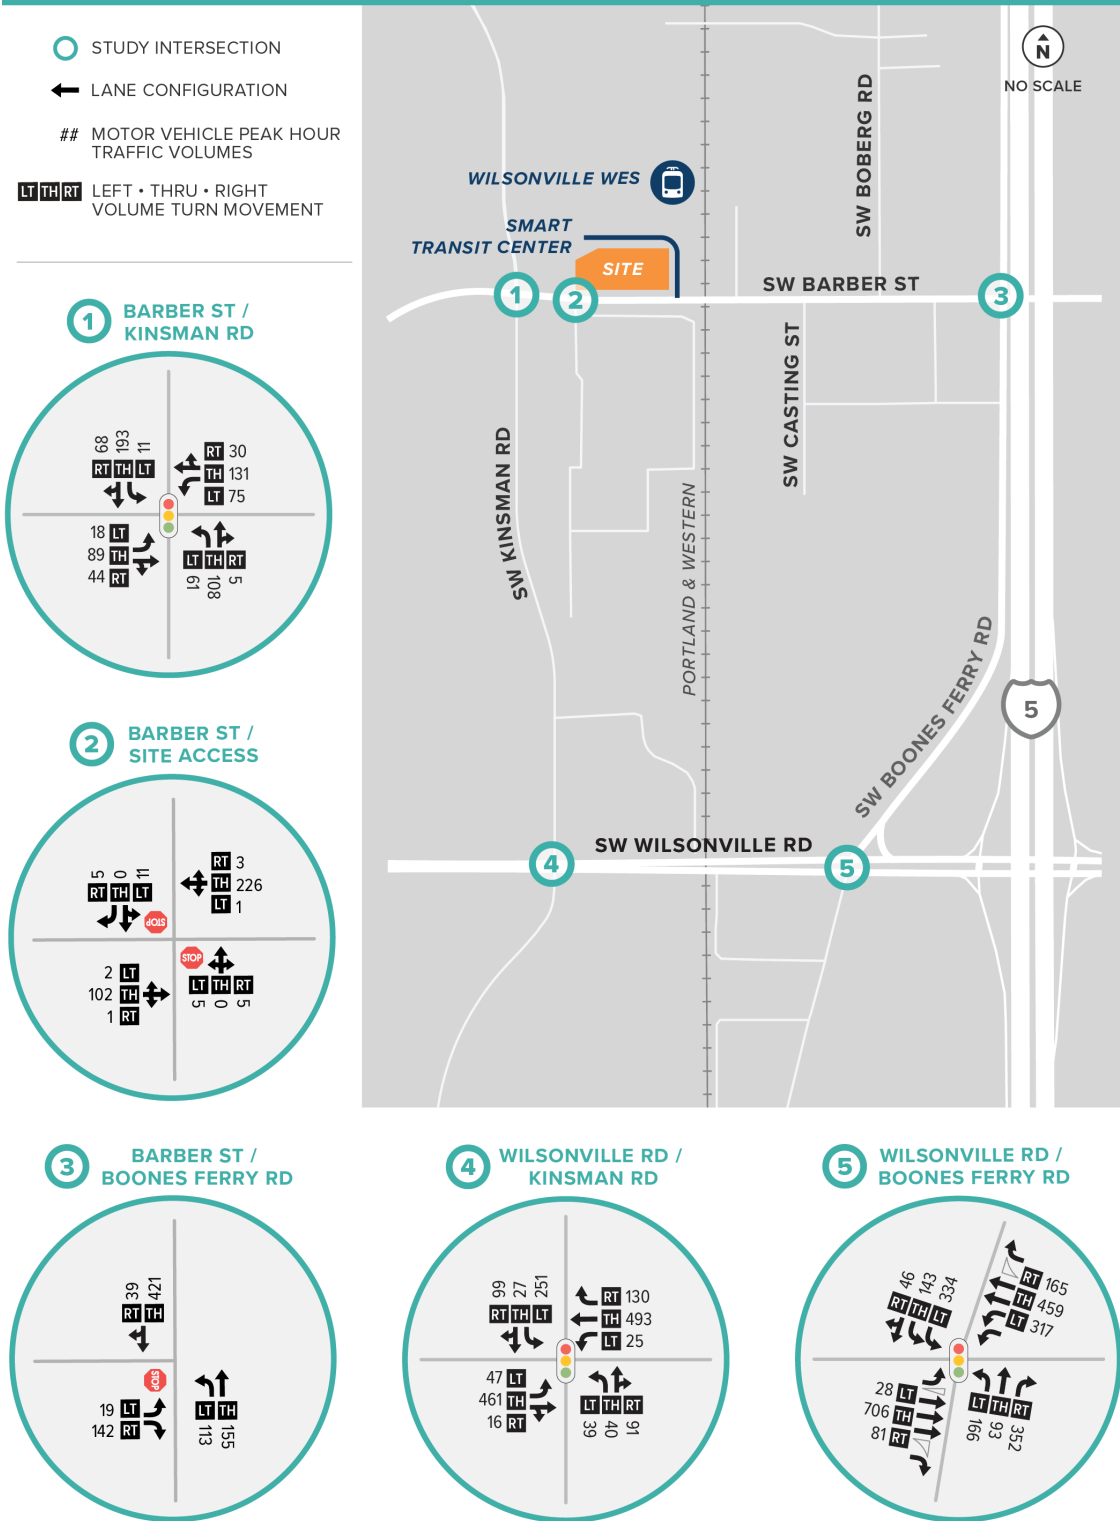 STUDY INTERSECTION
LANE CONFIGURATION
## MOTOR VEHICLE PEAK HOUR
TRAFFIC VOLUMES
LT TH RT LEFT • THRU • RIGHT
VOLUME TURN MOVEMENT
N
NO SCALE
SW BOBERG RD
WILSONVILLE WES
SMART
TRANSIT CENTER
SITE
SW BARBER ST
1
2
3
SW CASTING ST
SW KINSMAN RD
PORTLAND & WESTERN
SW BOONES FERRY RD
5
SW WILSONVILLE RD
4
5
1
BARBER ST /
KINSMAN RD
68 193 11
RT TH LT
RT 30
TH 131
LT 75
18 LT
89 TH
44 RT
LT TH RT
61 108 5
2
BARBER ST /
SITE ACCESS
5 0 11
RT TH LT
STOP
RT 3
TH 226
LT 1
2 LT
102 TH
1 RT
STOP
LT TH RT
5 0 5
3
BARBER ST /
BOONES FERRY RD
39 421
RT TH
STOP
19 LT
142 RT
LT TH
113 155
4
WILSONVILLE RD /
KINSMAN RD
99 27 251
RT TH LT
RT 130
TH 493
LT 25
47 LT
461 TH
16 RT
LT TH RT
39 40 91
5
WILSONVILLE RD /
BOONES FERRY RD
46 143 334
RT TH LT
RT 165
TH 459
LT 317
28 LT
706 TH
81 RT
LT TH RT
166 93 352